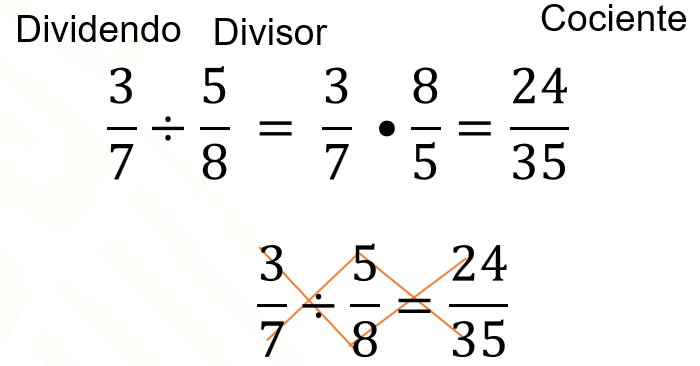 Dividendo Divisor Cociente
3/7 ÷ 5/8 = 3/7 • 8/5 = 24/35
3/7 ÷ 5/8 = 24/35